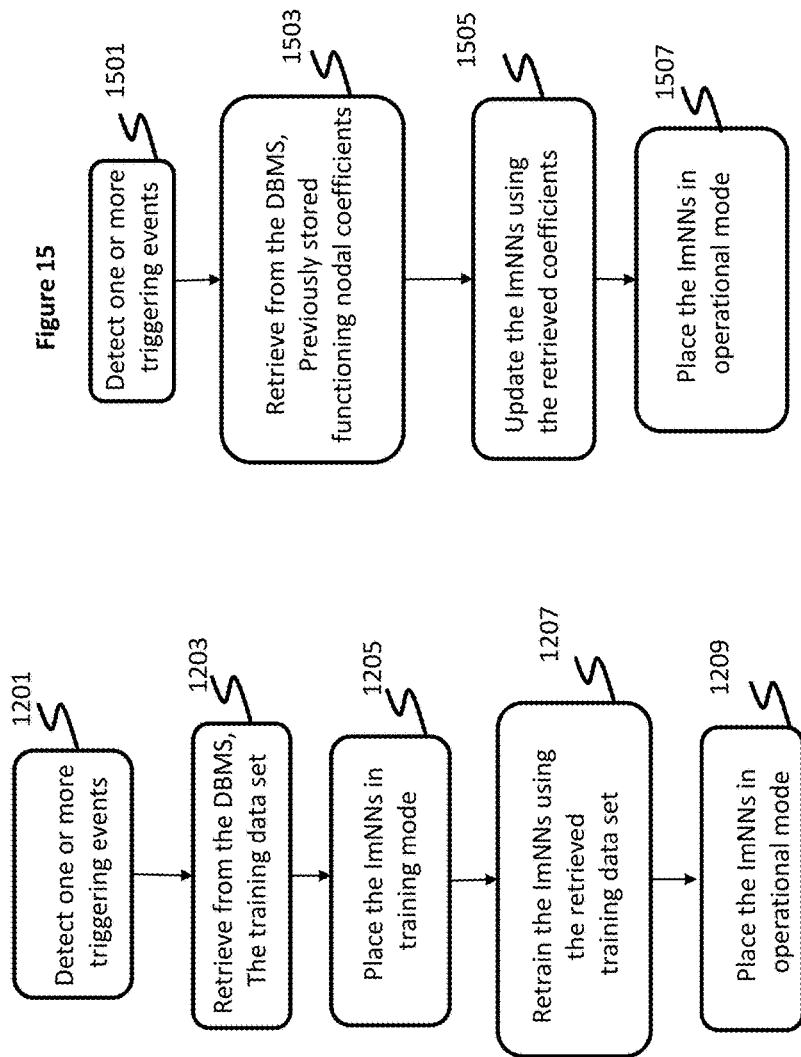 1201
Detect one or more
triggering events
1203
Retrieve from the DBMS,
The training data set
1205
Place the ImNNs in
training mode
1207
Retrain the ImNNs using
the retrieved
training data set
1209
Place the ImNNs in
operational mode
Figure 15
1501
Detect one or more
triggering events
1503
Retrieve from the DBMS,
Previously stored
functioning nodal coefficients
1505
Update the ImNNs using
the retrieved coefficients
1507
Place the ImNNs in
operational mode